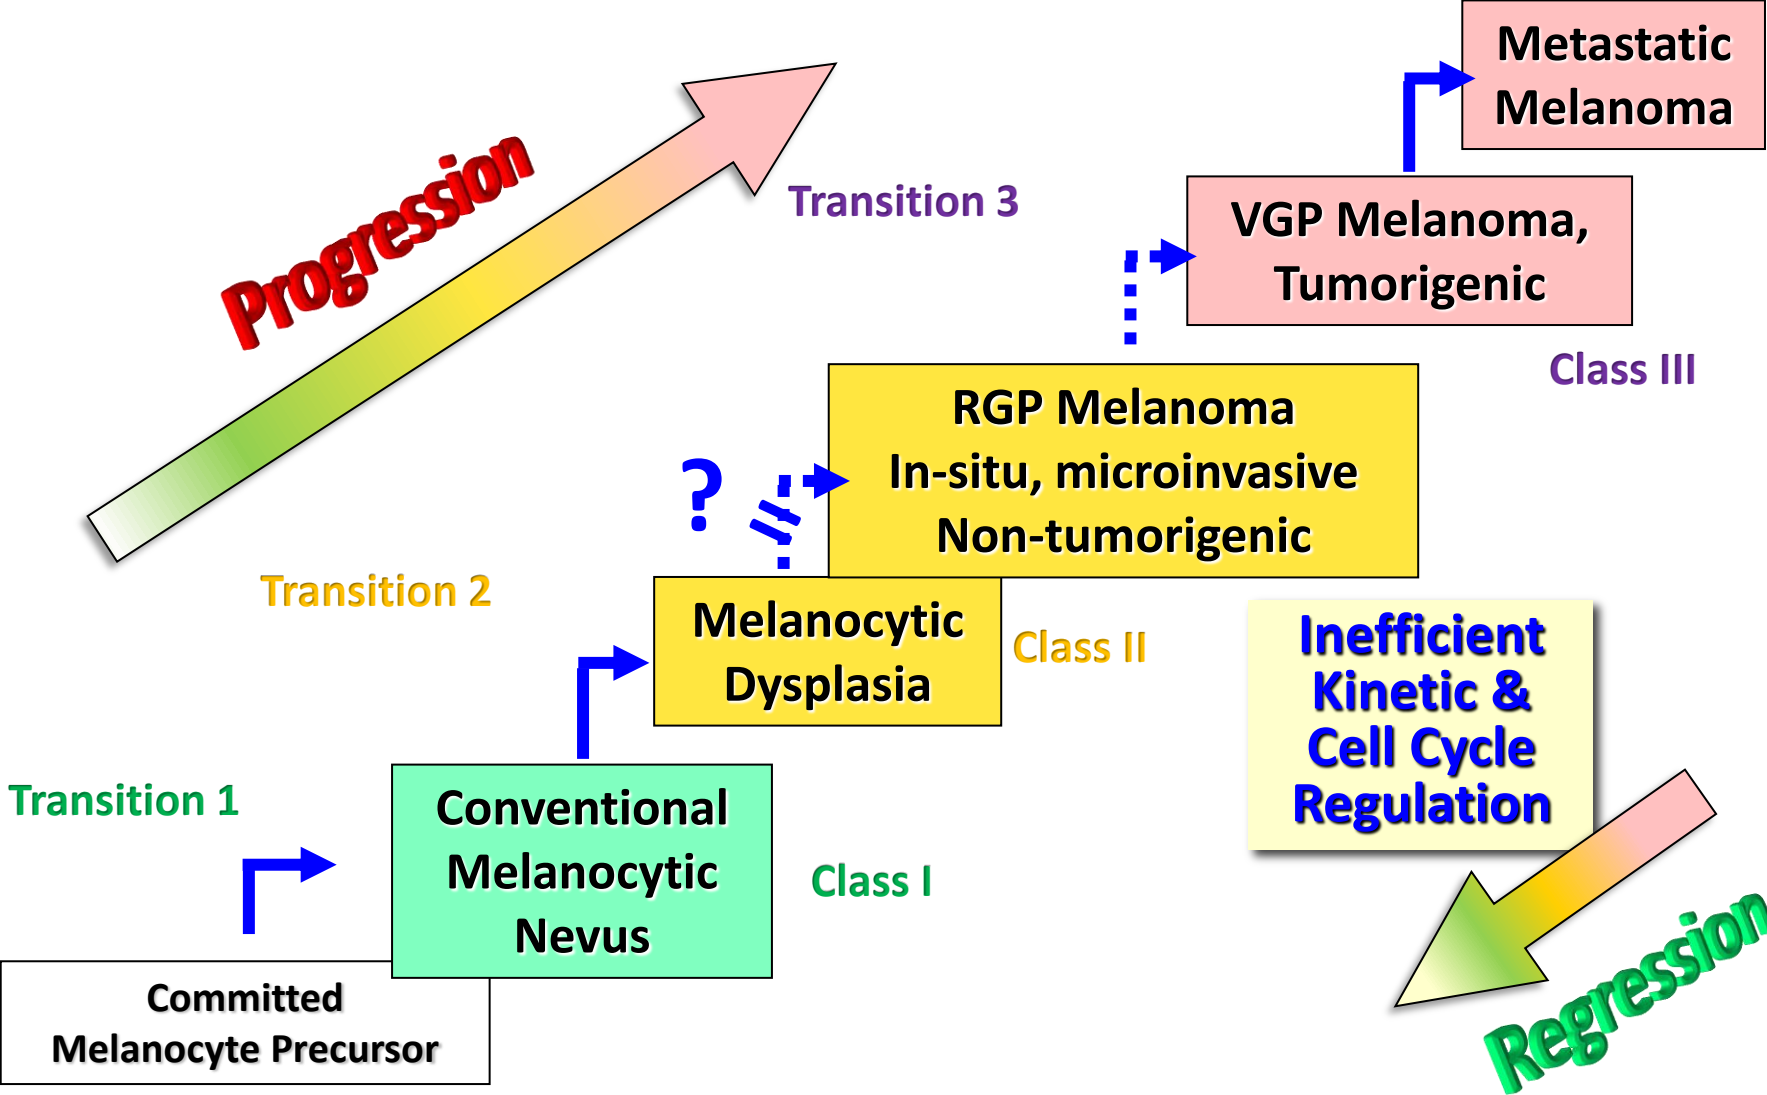 Metastatic
Melanoma
Progression
Transition 3
VGP Melanoma,
Tumorigenic
Class III
RGP Melanoma
In-situ, microinvasive
Non-tumorigenic
?
Transition 2
Melanocytic
Dysplasia
Class II
Inefficient
Kinetic &
Cell Cycle
Regulation
Transition 1
Conventional
Melanocytic
Nevus
Class I
Regression
Committed
Melanocyte Precursor